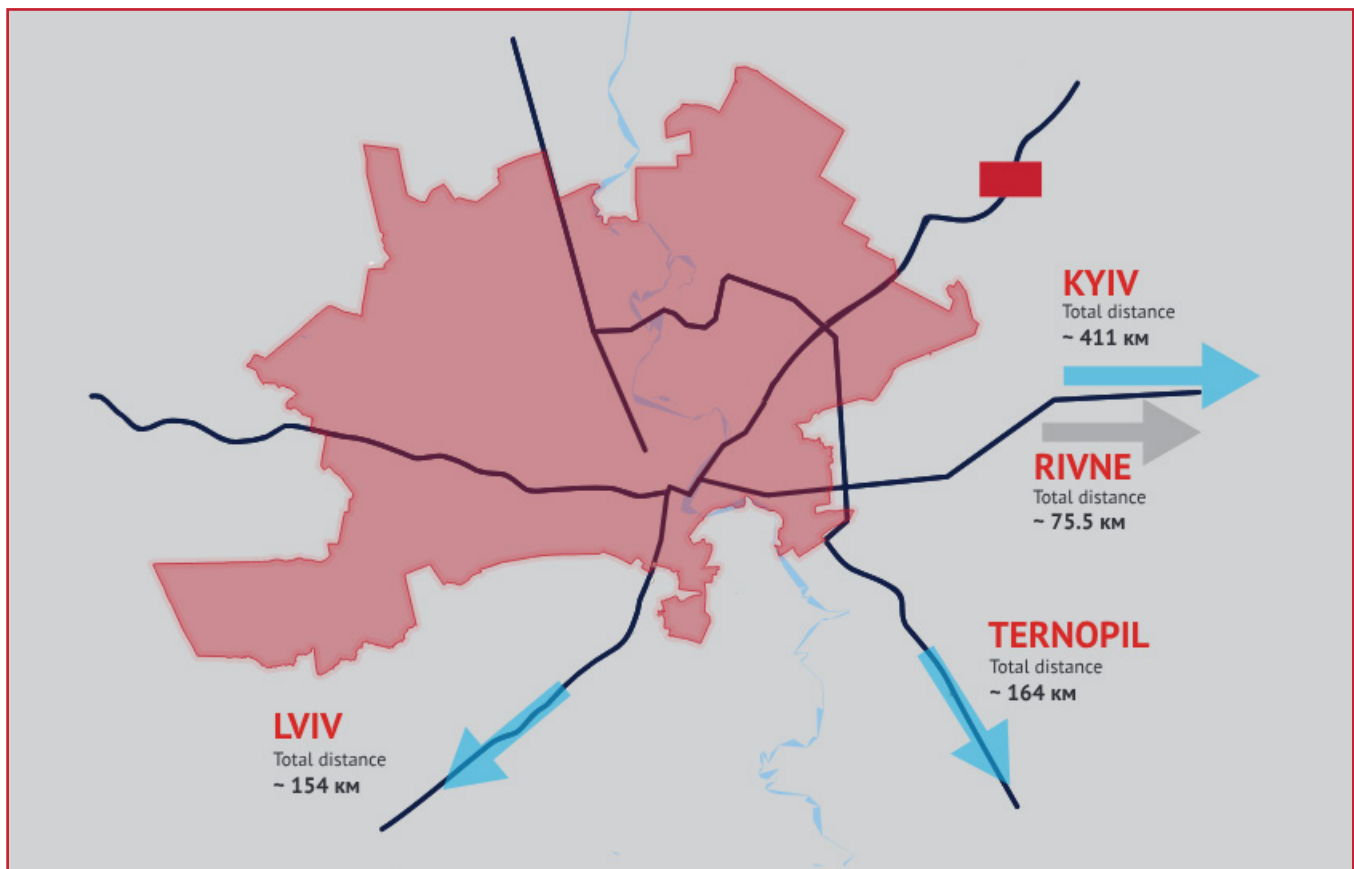 KYIV
Total distance
~ 411 км
RIVNE
Total distance
~ 75.5 км
TERNOPIL
Total distance
~ 164 км
LVIV
Total distance
~ 154 км